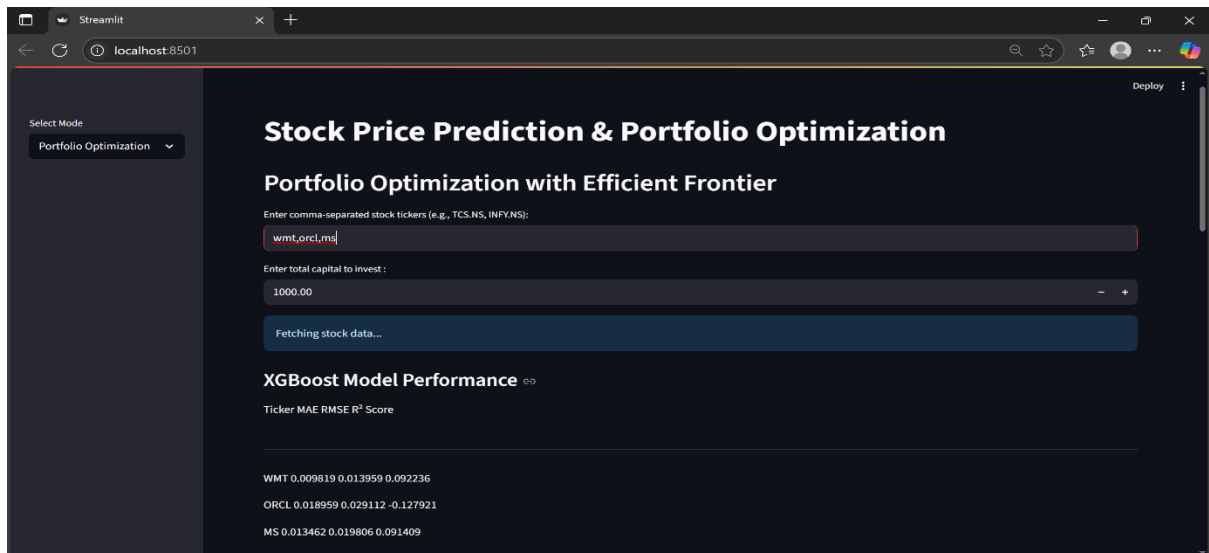 Streamlit
localhost:8501
Deploy
Select Mode
Portfolio Optimization
Stock Price Prediction & Portfolio Optimization
Portfolio Optimization with Efficient Frontier
Enter comma-separated stock tickers (e.g., TCS.NS, INFY.NS):
wmt,orcl,ms
Enter total capital to invest :
1000.00
Fetching stock data...
XGBoost Model Performance
Ticker MAE RMSE R² Score
WMT 0.009819 0.013959 0.092236
ORCL 0.018959 0.029112 -0.127921
MS 0.013462 0.019806 0.091409